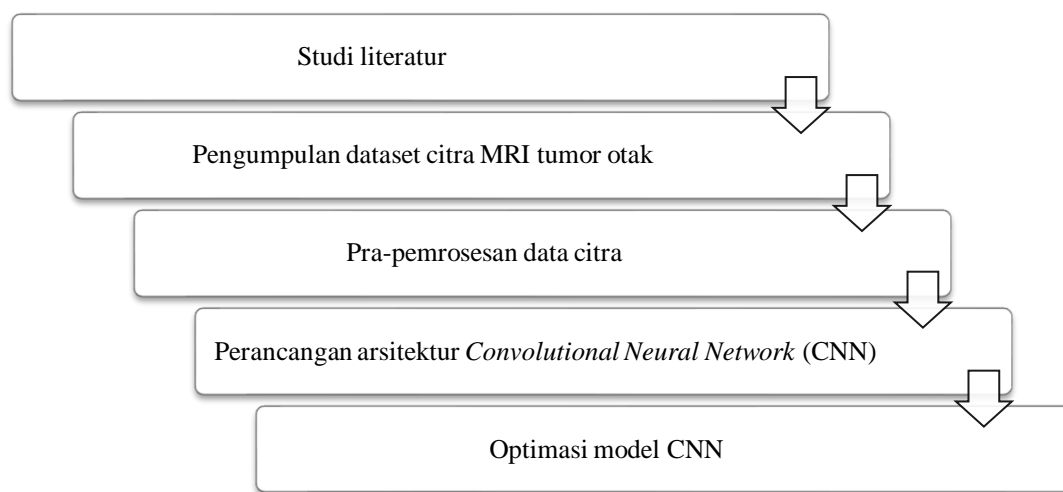 Studi literatur
Pengumpulan dataset citra MRI tumor otak
Pra-pemrosesan data citra
Perancangan arsitektur Convolutional Neural Network (CNN)
Optimasi model CNN